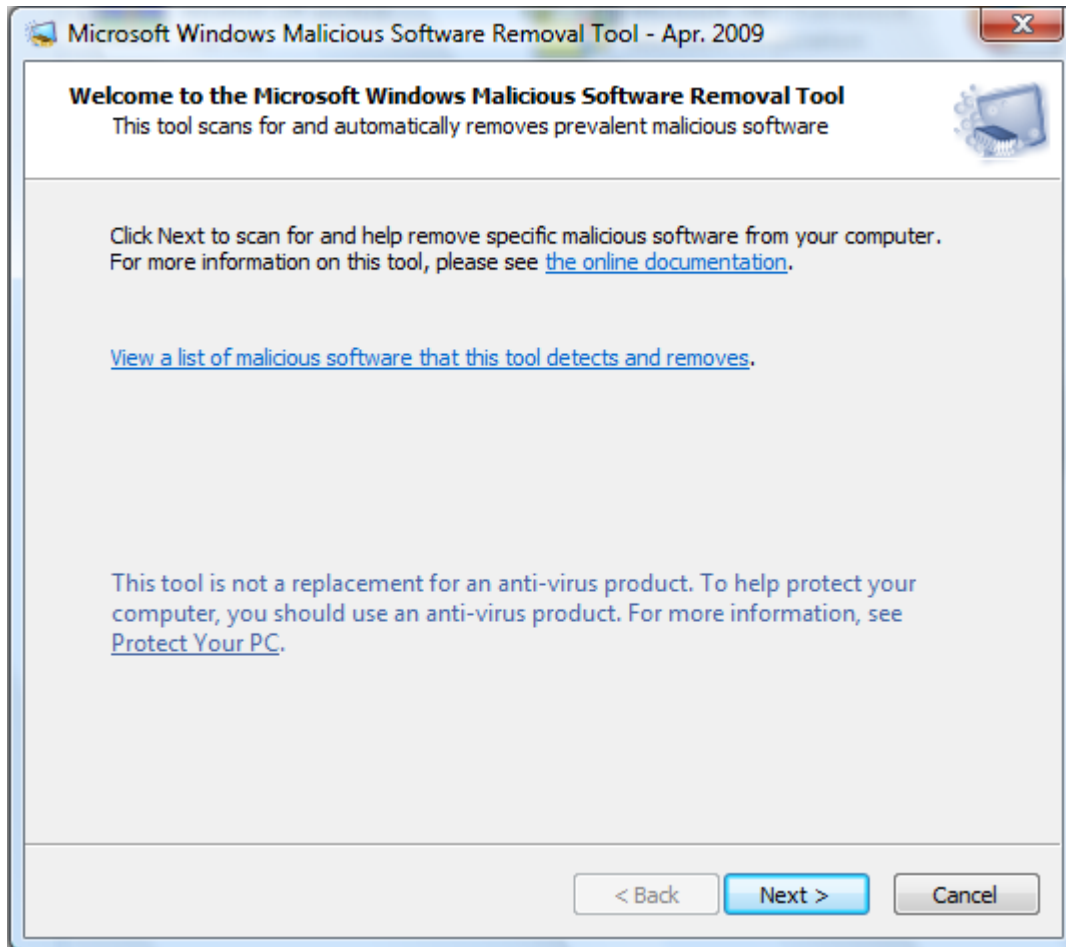 Microsoft Windows Malicious Software Removal Tool - Apr. 2009
X
Welcome to the Microsoft Windows Malicious Software Removal Tool
This tool scans for and automatically removes prevalent malicious software
Click Next to scan for and help remove specific malicious software from your computer.
For more information on this tool, please see the online documentation.
View a list of malicious software that this tool detects and removes.
This tool is not a replacement for an anti-virus product. To help protect your
computer, you should use an anti-virus product. For more information, see
Protect Your PC.
< Back Next > Cancel